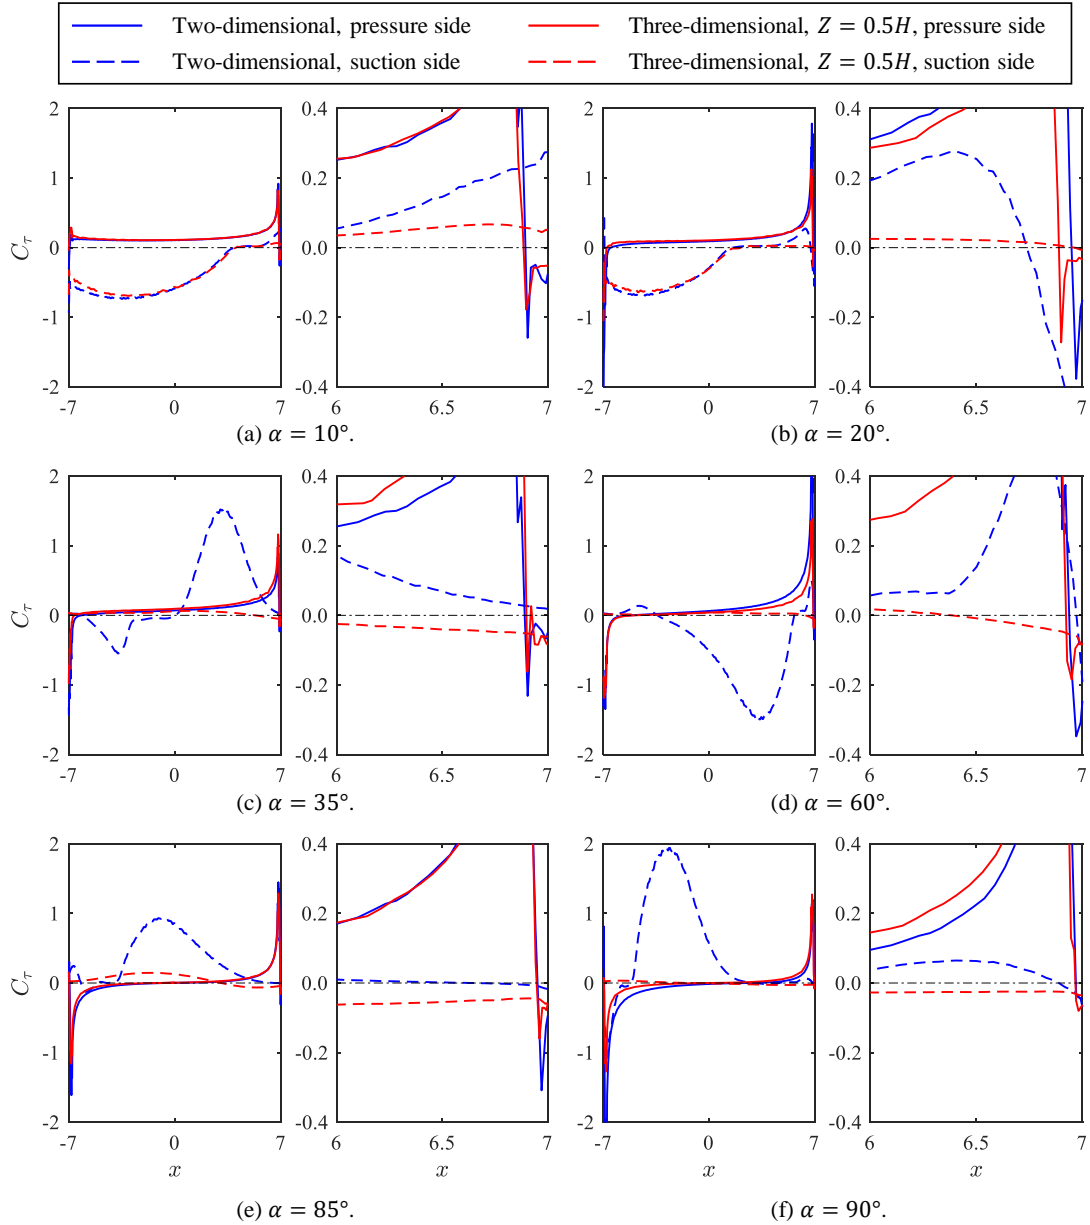 Two-dimensional, pressure side Three-dimensional, Z = 0.5H, pressure side
Two-dimensional, suction side Three-dimensional, Z = 0.5H, suction side
2 0.4 2 0.4
1 0.2 1 0.2
C_τ 0 0.0 0 0.0
-1 -0.2 -1 -0.2
-2 -0.4 -2 -0.4
-7 0 7 6 6.5 7 -7 0 7 6 6.5 7
(a) α = 10°. (b) α = 20°.
2 0.4 2 0.4
1 0.2 1 0.2
C_τ 0 0.0 0 0.0
-1 -0.2 -1 -0.2
-2 -0.4 -2 -0.4
-7 0 7 6 6.5 7 -7 0 7 6 6.5 7
(c) α = 35°. (d) α = 60°.
2 0.4 2 0.4
1 0.2 1 0.2
C_τ 0 0.0 0 0.0
-1 -0.2 -1 -0.2
-2 -0.4 -2 -0.4
-7 0 7 6 6.5 7 -7 0 7 6 6.5 7
x x x x
(e) α = 85°. (f) α = 90°.